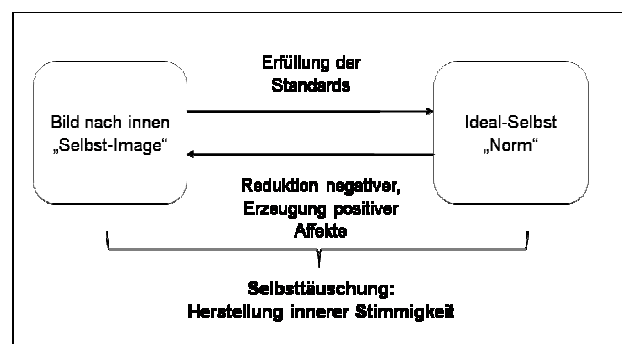 Erfüllung der
Standards
Bild nach innen
„Selbst-Image“
Ideal-Selbst
„Norm“
Reduktion negativer,
Erzeugung positiver
Affekte
Selbsttäuschung:
Herstellung innerer Stimmigkeit